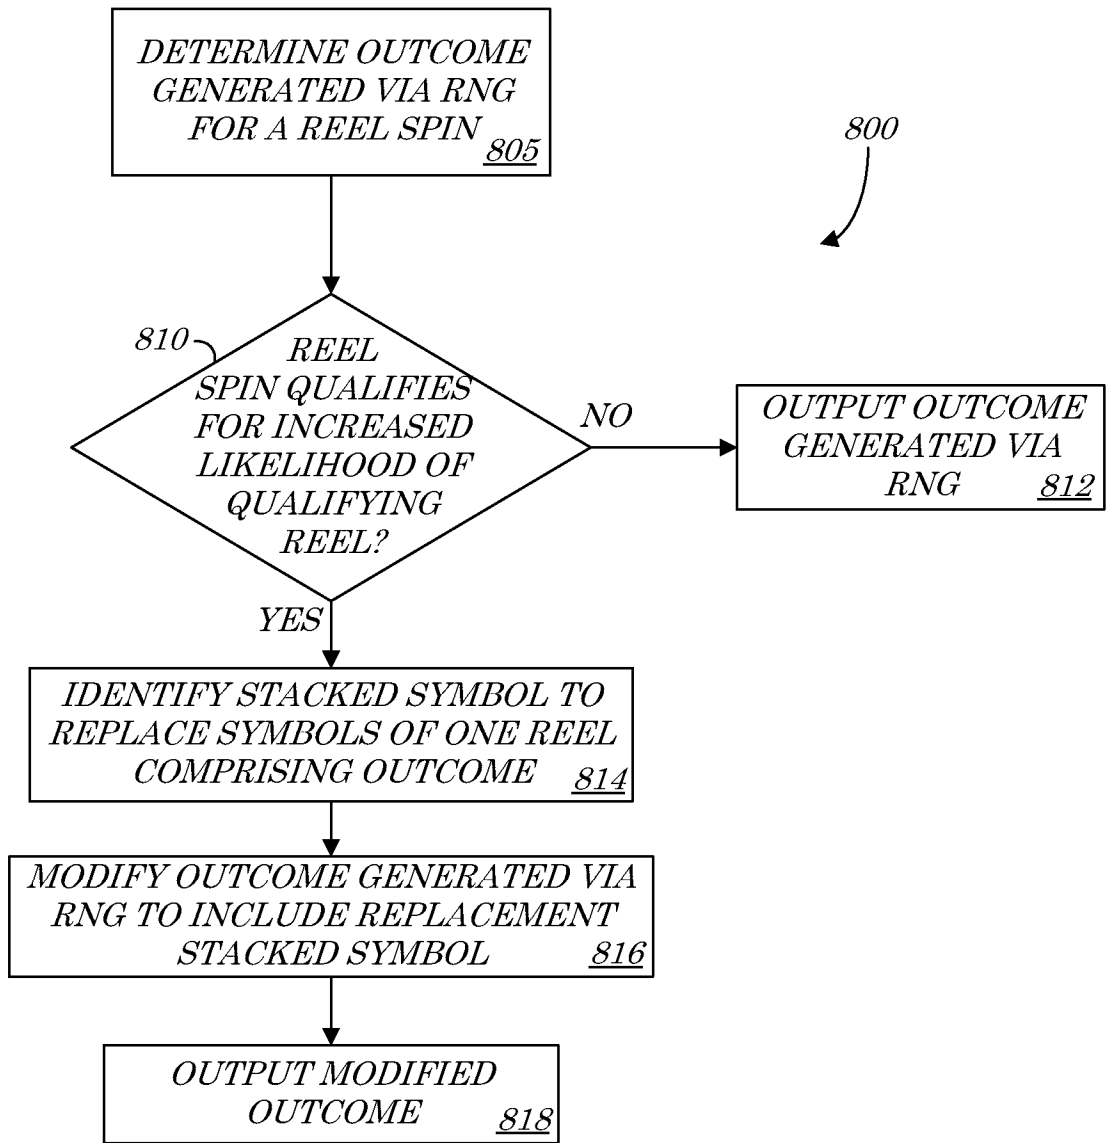 DETERMINE OUTCOME
GENERATED VIA RNG
FOR A REEL SPIN
805
800
810
REEL
SPIN QUALIFIES
FOR INCREASED
LIKELIHOOD OF
QUALIFYING
REEL?
NO
OUTPUT OUTCOME
GENERATED VIA
RNG 812
YES
IDENTIFY STACKED SYMBOL TO
REPLACE SYMBOLS OF ONE REEL
COMPRISING OUTCOME 814
MODIFY OUTCOME GENERATED VIA
RNG TO INCLUDE REPLACEMENT
STACKED SYMBOL 816
OUTPUT MODIFIED
OUTCOME 818